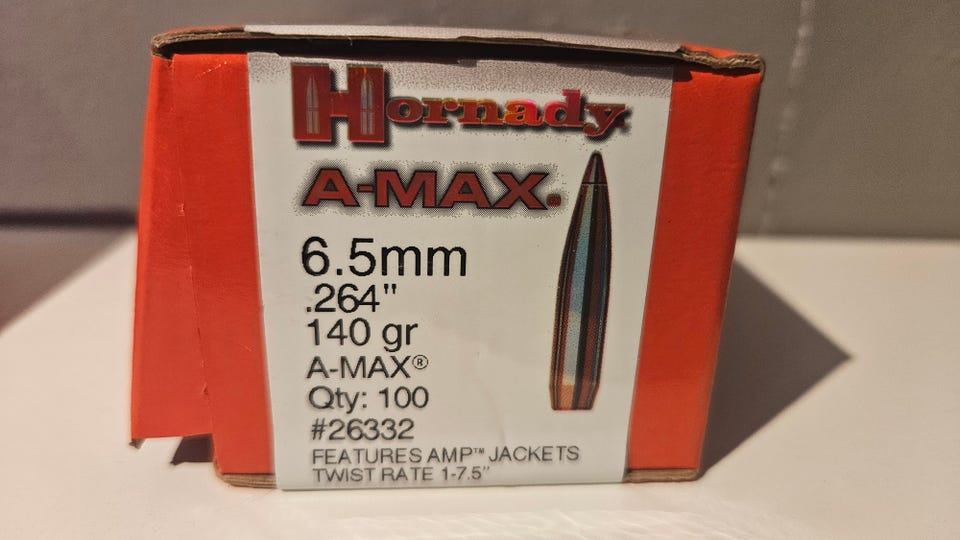 Hornady
A-MAX.
6.5mm
.264"
140 gr
A-MAX®
Qty: 100
#26332
FEATURES AMP™ JACKETS
TWIST RATE 1-7.5"